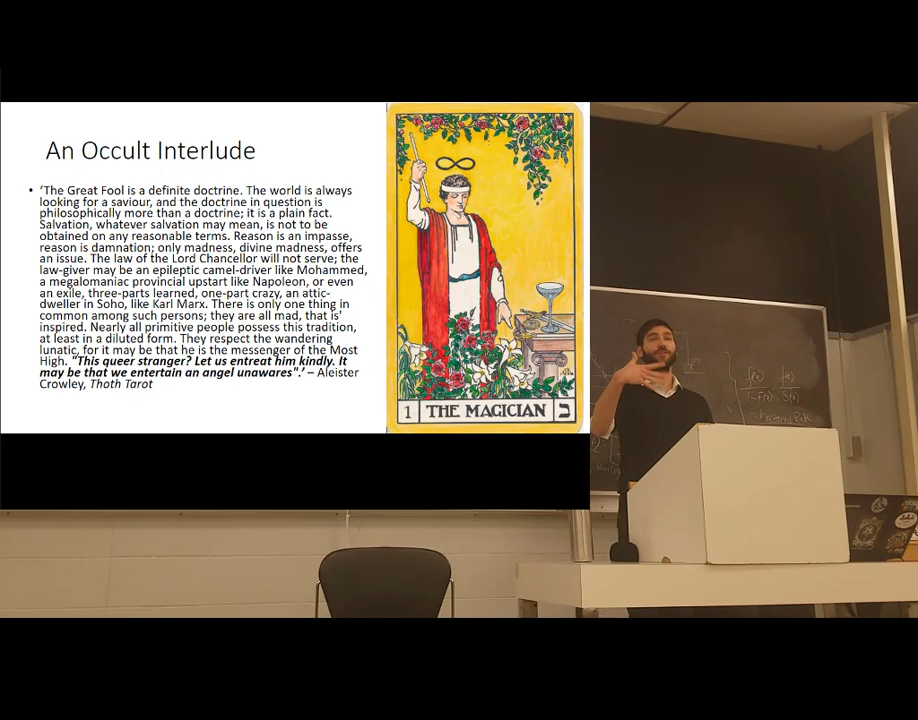 An Occult Interlude
• ‘The Great Fool is a definite doctrine. The world is always
looking for a saviour, and the doctrine in question is
philosophically more than a doctrine; it is a plain fact.
Salvation, whatever salvation may mean, is not to be
obtained on any reasonable terms. Reason is an impasse,
reason is damnation; only madness, divine madness, offers
an issue. The law of the Lord Chancellor will not serve; the
law-giver may be an epileptic camel-driver like Mohammed,
a megalomaniac provincial upstart like Napoleon, or even
an exile, three-parts learned, one-part crazy, an attic-
dweller in Soho, like Karl Marx. There is only one thing in
common among such persons; they are all mad, that is'
inspired. Nearly all primitive people possess this tradition,
at least in a diluted form. They respect the wandering
lunatic, for it may be that he is the messenger of the Most
High. "This queer stranger? Let us entreat him kindly. It
may be that we entertain an angel unawares".’ – Aleister
Crowley, Thoth Tarot
1 THE MAGICIAN ב